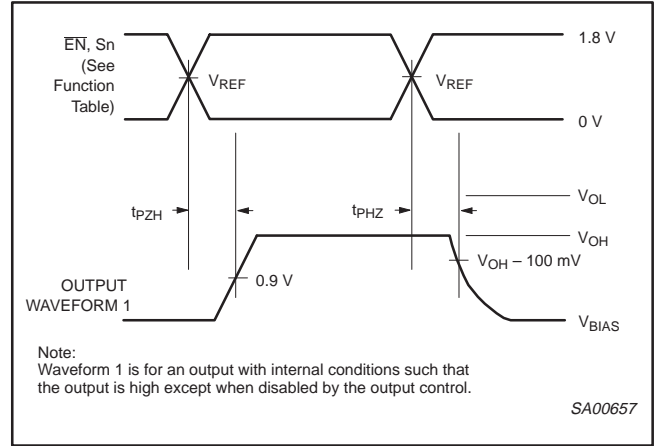 EN, Sn
(See
Function
Table)
1.8 V
VREF
VREF
0 V
VOL
tPZH
tPHZ
VOH
VOH – 100 mV
0.9 V
OUTPUT
WAVEFORM 1
VBIAS
Note:
Waveform 1 is for an output with internal conditions such that
the output is high except when disabled by the output control.
SA00657